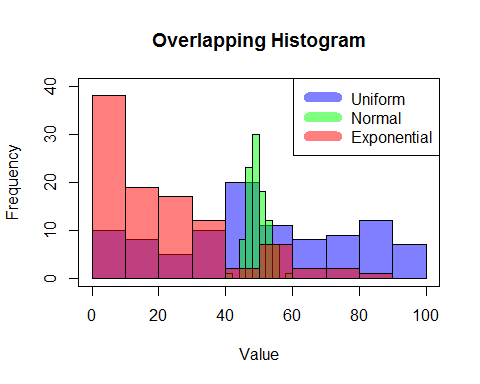 Overlapping Histogram
Frequency
40
30
20
10
0
Uniform
Normal
Exponential
0 20 40 60 80 100
Value